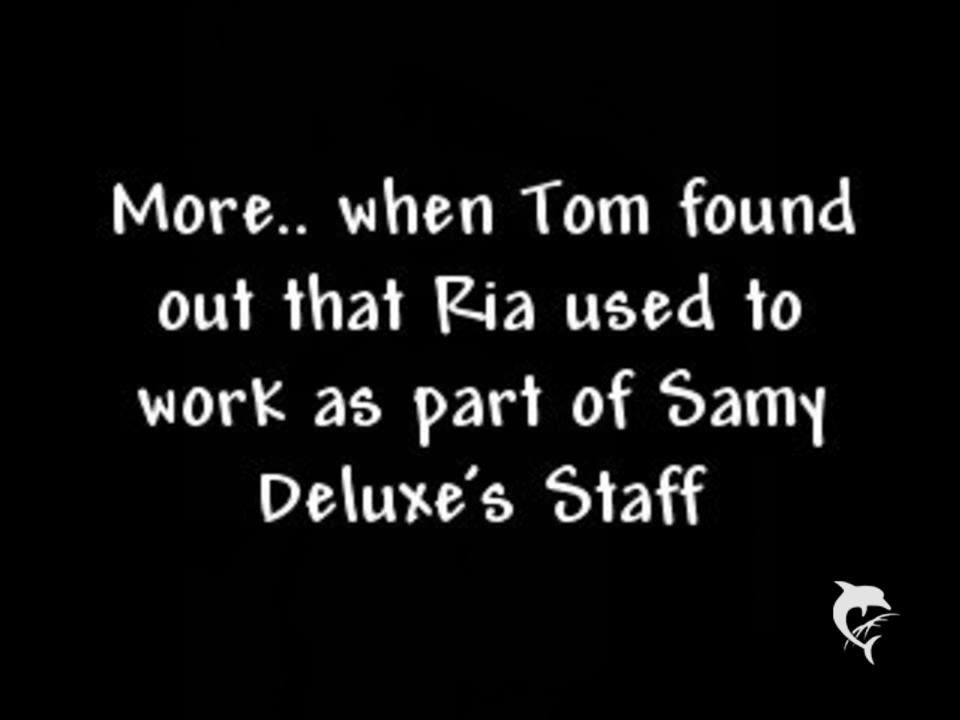 More.. when Tom found
out that Ria used to
work as part of Samy
Deluxe's Staff